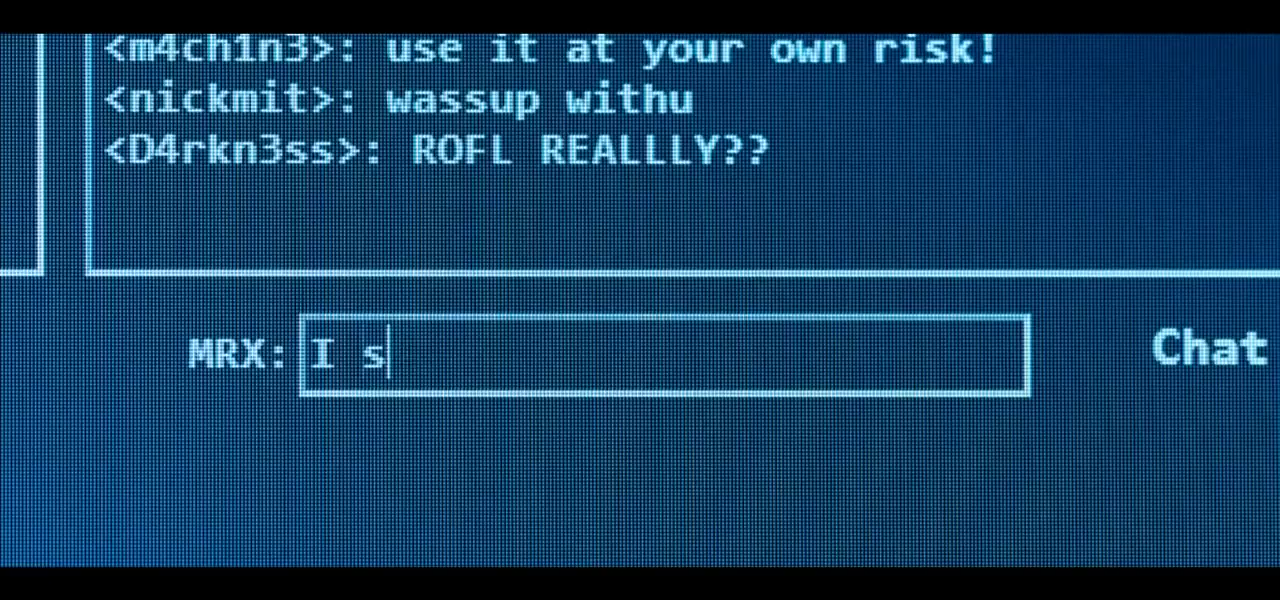 <m4ch1n3>: use it at your own risk!
<nickmit>: wassup withu
<D4rkn3ss>: ROFL REALLLY??
MRX: I s
Chat